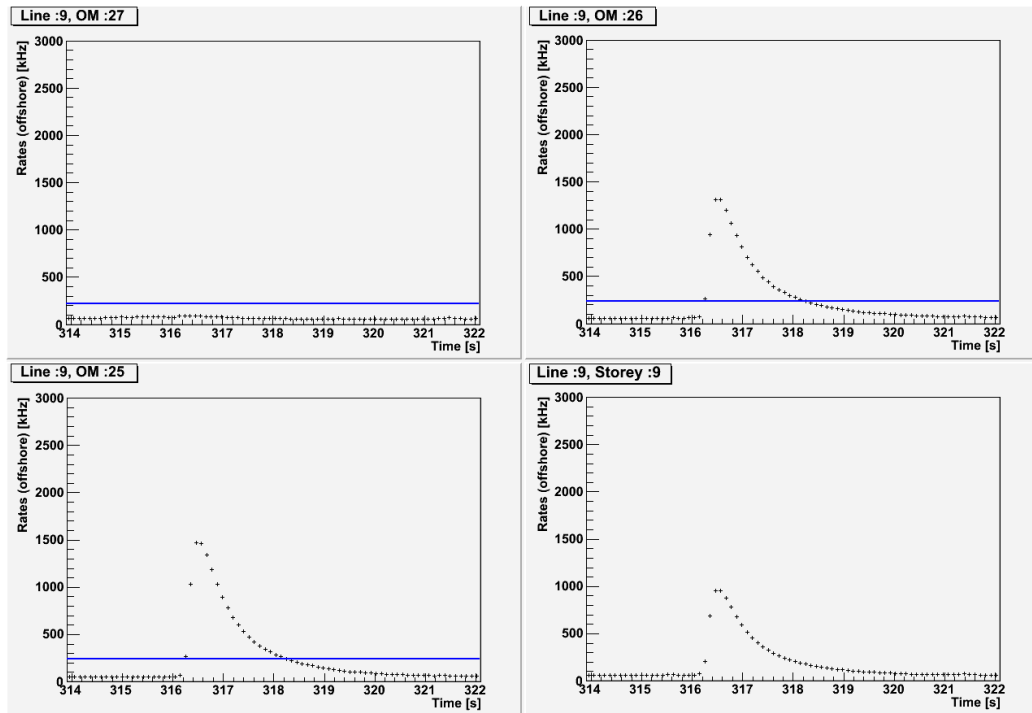 Line :9, OM :27
Rates (offshore) [kHz]
3000
2500
2000
1500
1000
500
0
314 315 316 317 318 319 320 321 322
Time [s]
Line :9, OM :26
Rates (offshore) [kHz]
3000
2500
2000
1500
1000
500
0
314 315 316 317 318 319 320 321 322
Time [s]
Line :9, OM :25
Rates (offshore) [kHz]
3000
2500
2000
1500
1000
500
0
314 315 316 317 318 319 320 321 322
Time [s]
Line :9, Storey :9
Rates (offshore) [kHz]
3000
2500
2000
1500
1000
500
0
314 315 316 317 318 319 320 321 322
Time [s]